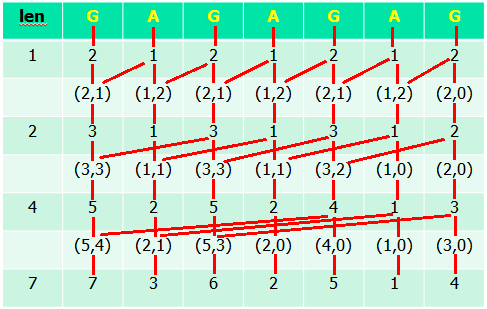 len G A G A G A G
1 2 1 2 1 2 1 2
(2,1) (1,2) (2,1) (1,2) (2,1) (1,2) (2,0)
2 3 1 3 1 3 1 2
(3,3) (1,1) (3,3) (1,1) (3,2) (1,0) (2,0)
4 5 2 5 2 4 1 3
(5,4) (2,1) (5,3) (2,0) (4,0) (1,0) (3,0)
7 7 3 6 2 5 1 4